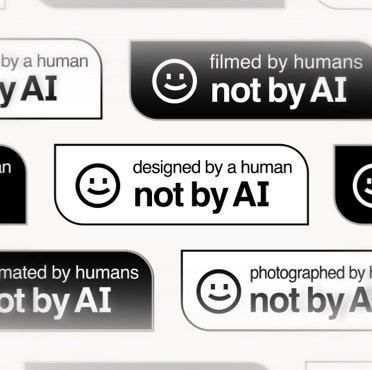 by a human
y AI
filmed by humans
not by AI
an
designed by a human
not by AI
mated by humans
ot by AI
photographed by h
not by A